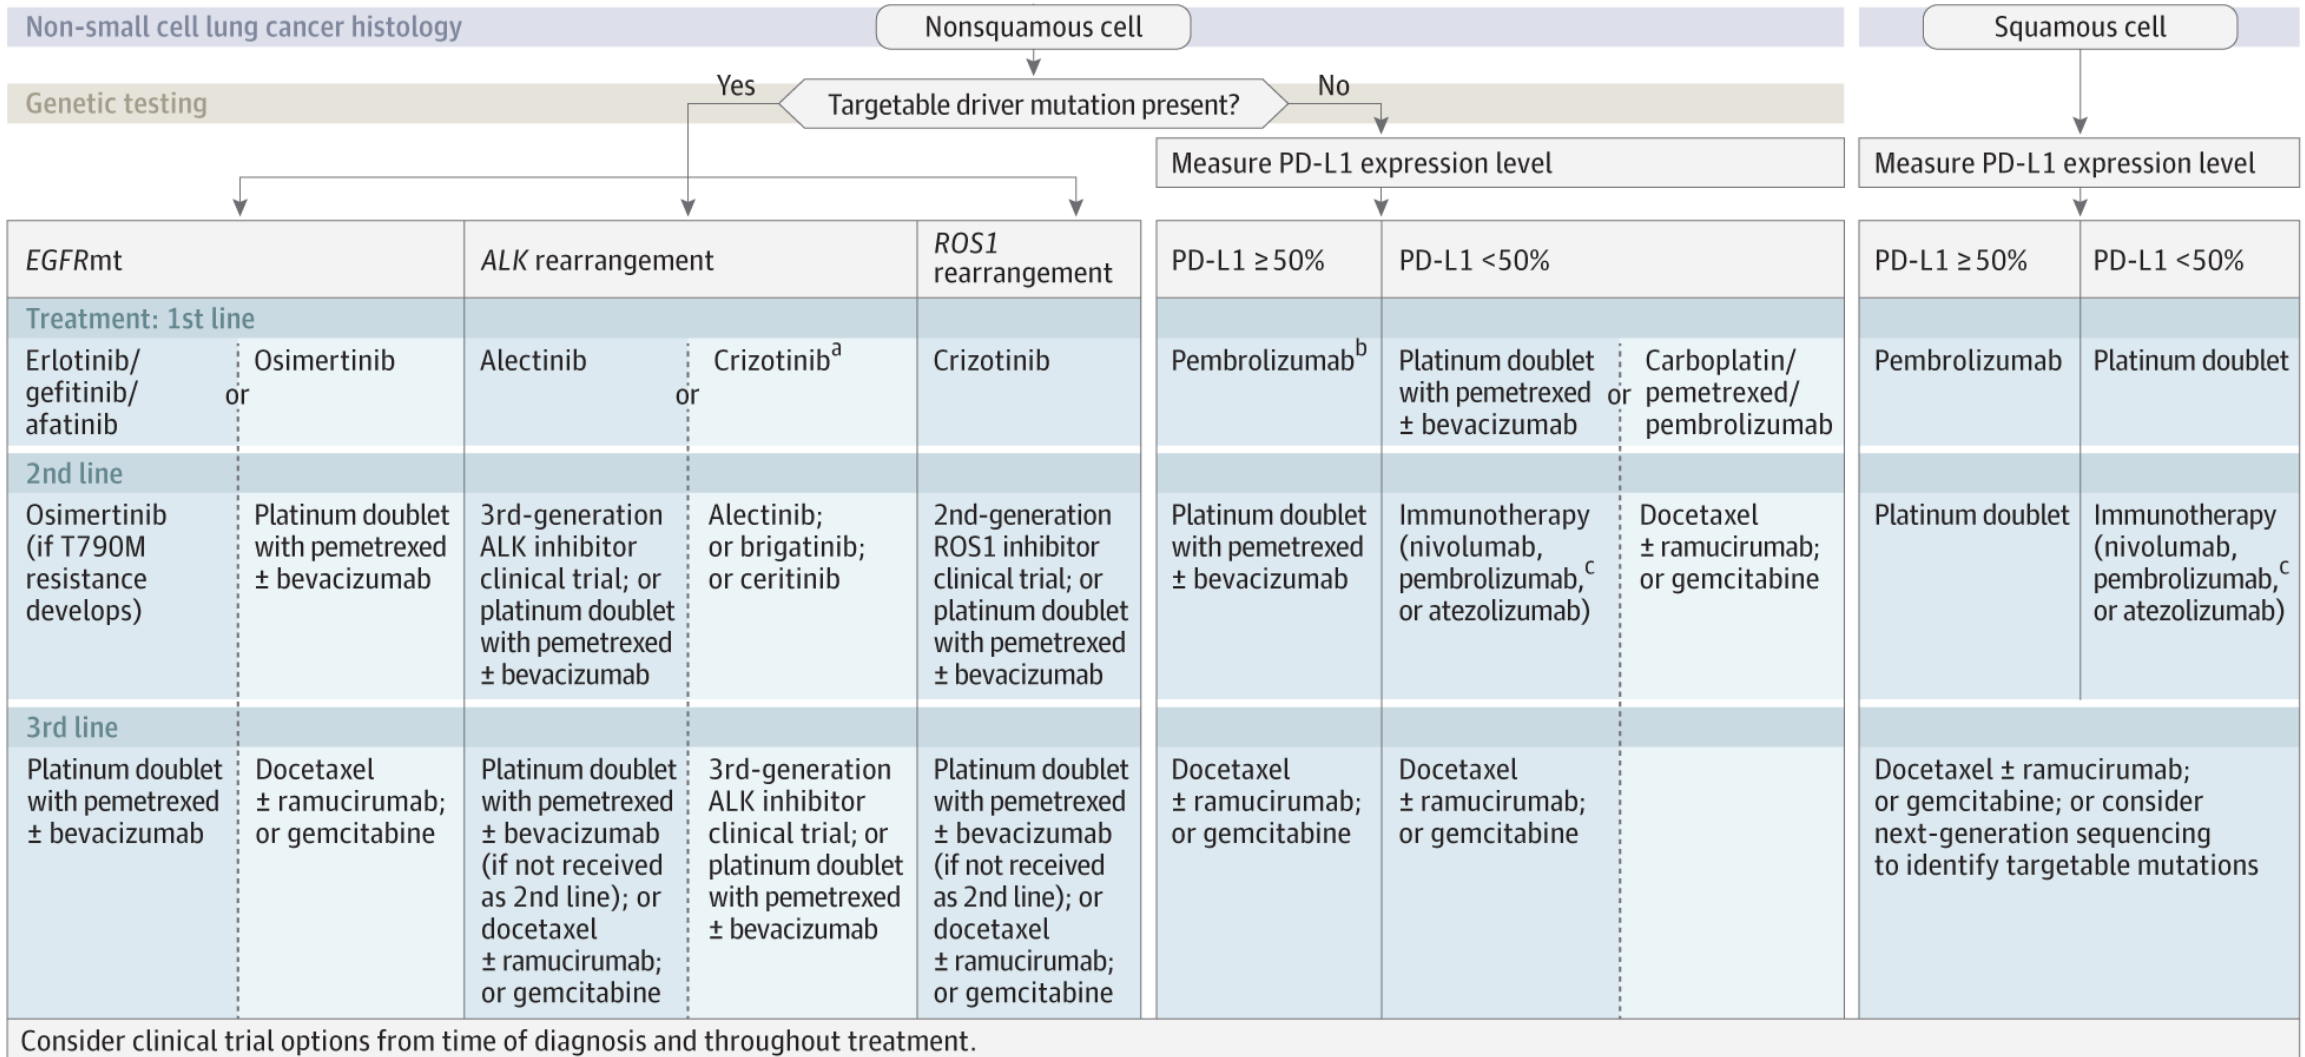 Non-small cell lung cancer histology
Nonsquamous cell
Squamous cell
Genetic testing
Yes
Targetable driver mutation present?
No
Measure PD-L1 expression level
Measure PD-L1 expression level
EGFRmt
ALK rearrangement
ROS1
rearrangement
PD-L1 ≥50%
PD-L1 <50%
PD-L1 ≥50%
PD-L1 <50%
Treatment: 1st line
Erlotinib/
gefitinib/
afatinib
or
Osimertinib
Alectinib
or
Crizotinibᵃ
Crizotinib
Pembrolizumabᵇ
Platinum doublet
with pemetrexed
± bevacizumab
or
Carboplatin/
pemetrexed/
pembrolizumab
Pembrolizumab
Platinum doublet
2nd line
Osimertinib
(if T790M
resistance
develops)
Platinum doublet
with pemetrexed
± bevacizumab
3rd-generation
ALK inhibitor
clinical trial; or
platinum doublet
with pemetrexed
± bevacizumab
Alectinib;
or brigatinib;
or ceritinib
2nd-generation
ROS1 inhibitor
clinical trial; or
platinum doublet
with pemetrexed
± bevacizumab
Platinum doublet
with pemetrexed
± bevacizumab
Immunotherapy
(nivolumab,
pembrolizumab,ᶜ
or atezolizumab)
Docetaxel
± ramucirumab;
or gemcitabine
Platinum doublet
Immunotherapy
(nivolumab,
pembrolizumab,ᶜ
or atezolizumab)
3rd line
Platinum doublet
with pemetrexed
± bevacizumab
Docetaxel
± ramucirumab;
or gemcitabine
Platinum doublet
with pemetrexed
± bevacizumab
(if not received
as 2nd line); or
docetaxel
± ramucirumab;
or gemcitabine
3rd-generation
ALK inhibitor
clinical trial; or
platinum doublet
with pemetrexed
± bevacizumab
Platinum doublet
with pemetrexed
± bevacizumab
(if not received
as 2nd line); or
docetaxel
± ramucirumab;
or gemcitabine
Docetaxel
± ramucirumab;
or gemcitabine
Docetaxel
± ramucirumab;
or gemcitabine
Docetaxel ± ramucirumab;
or gemcitabine; or consider
next-generation sequencing
to identify targetable mutations
Consider clinical trial options from time of diagnosis and throughout treatment.